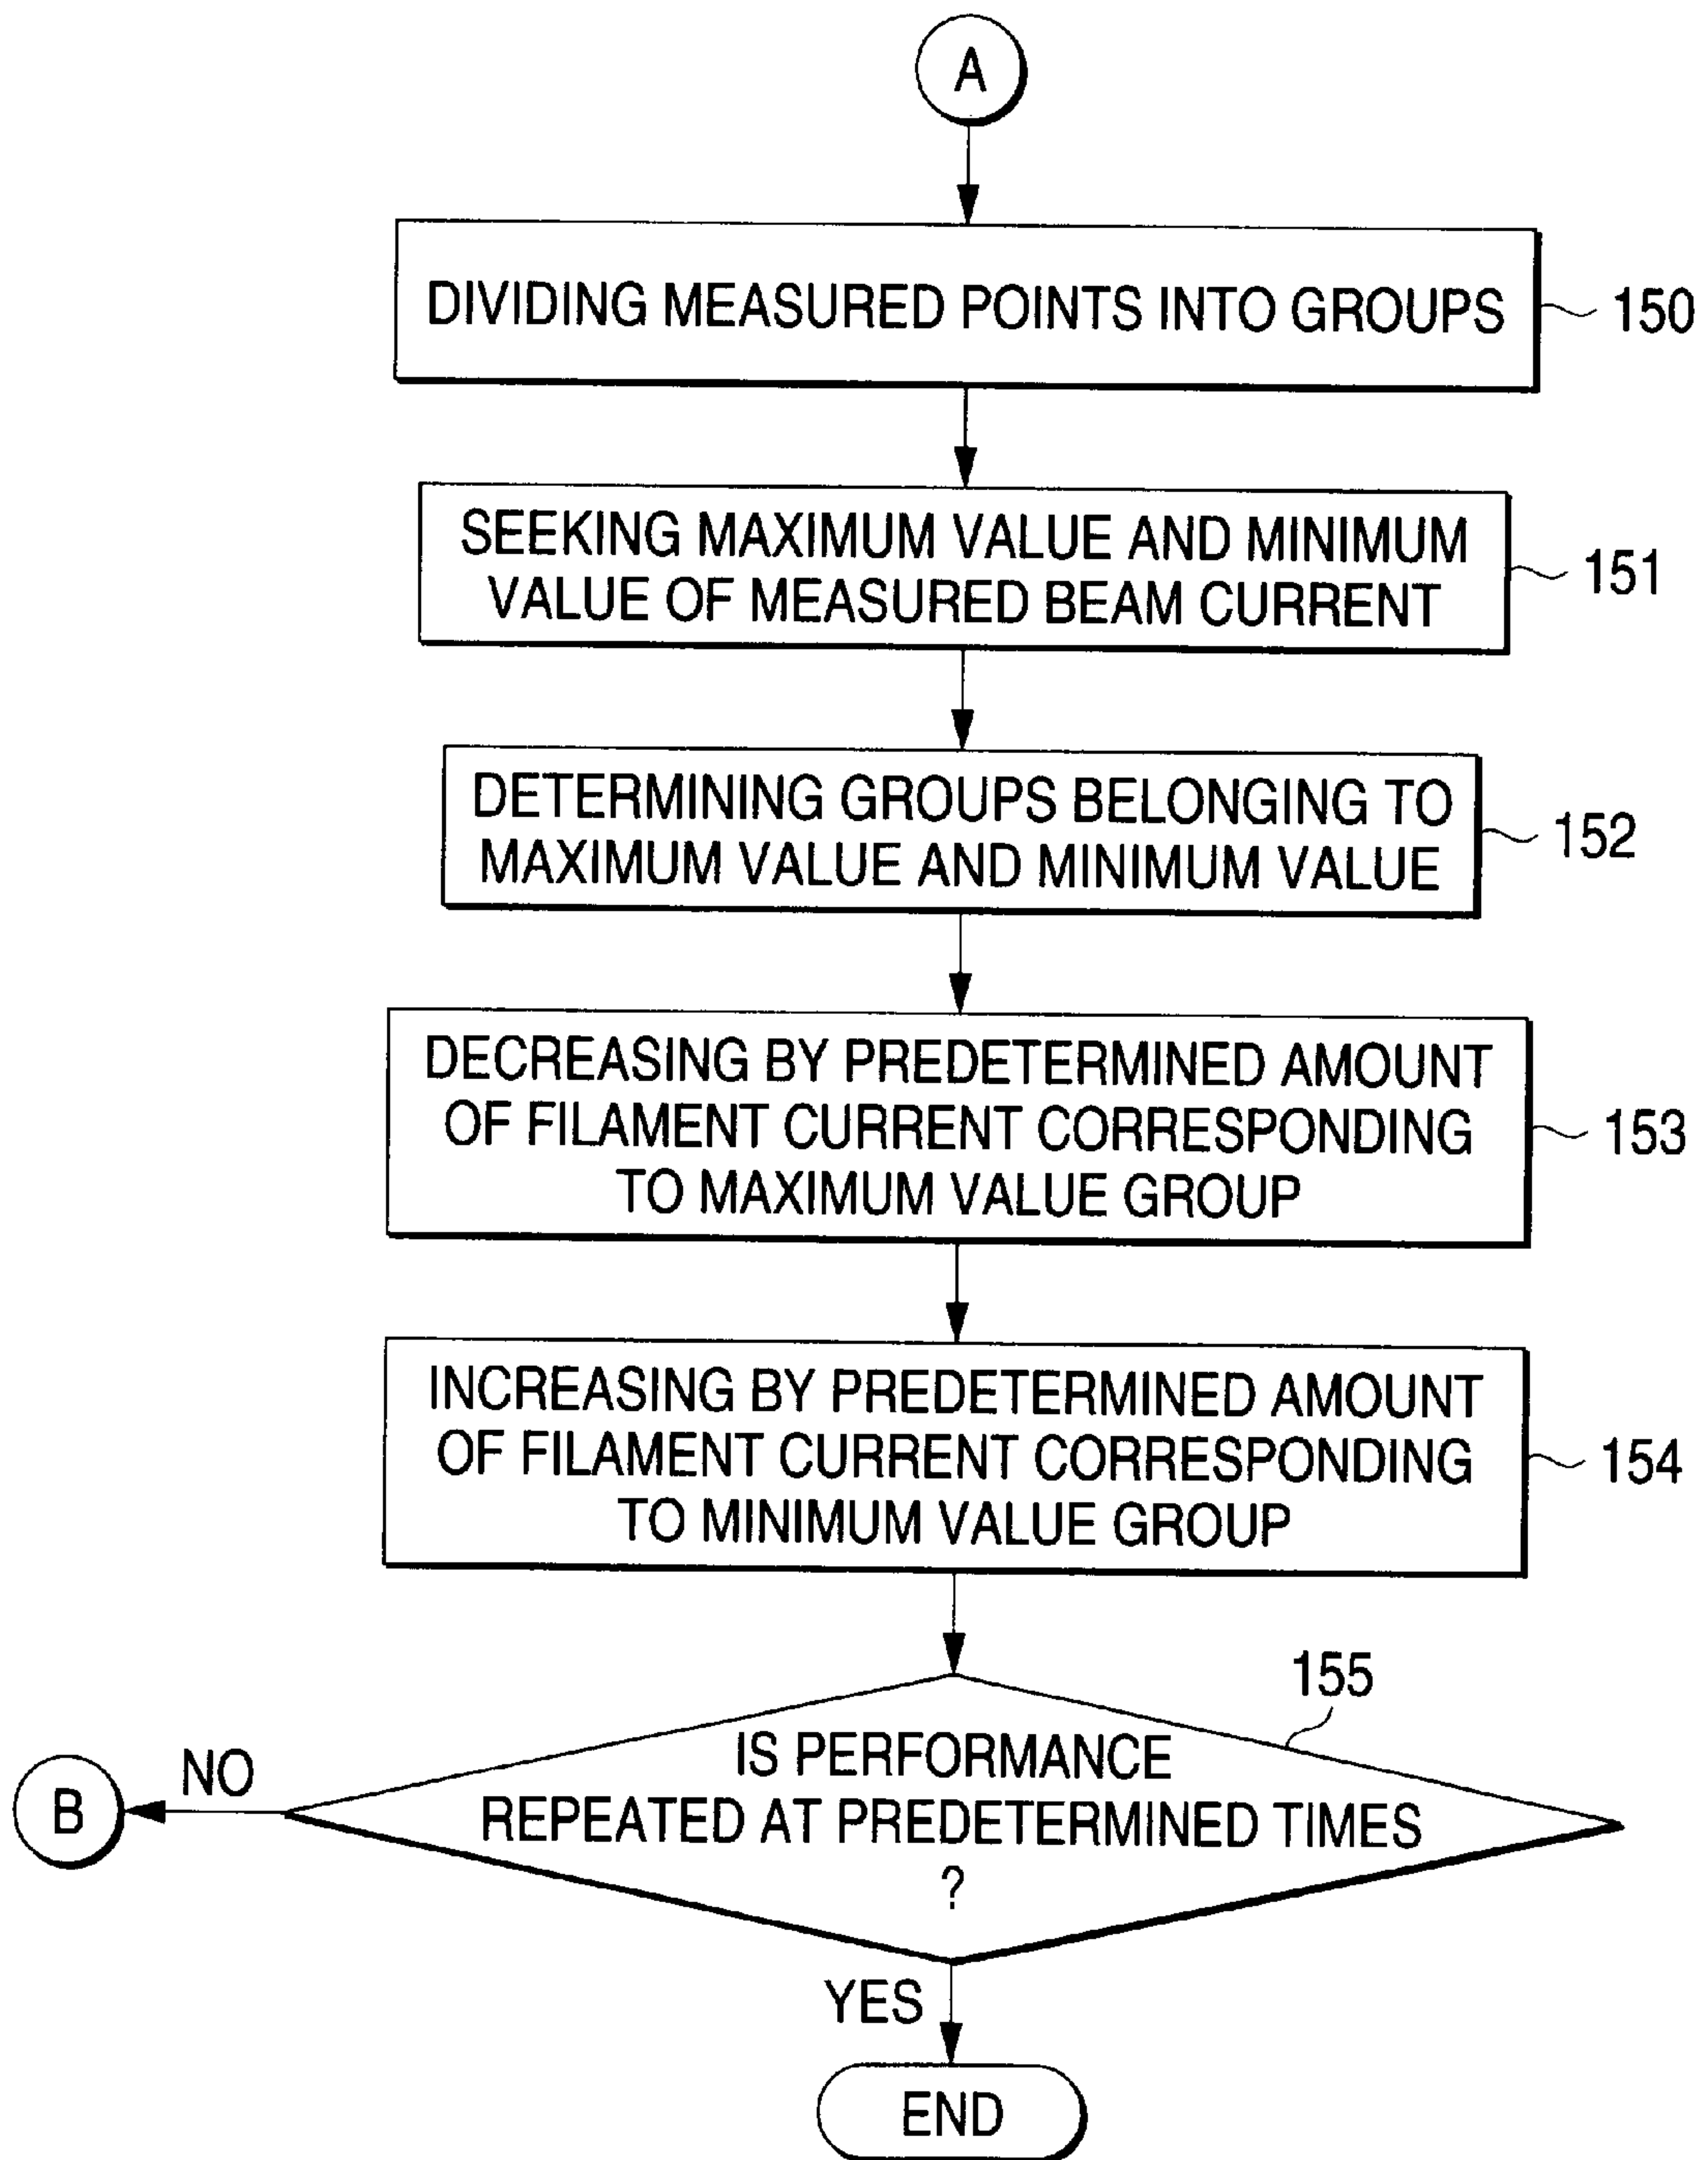 A
DIVIDING MEASURED POINTS INTO GROUPS
150
SEEKING MAXIMUM VALUE AND MINIMUM
VALUE OF MEASURED BEAM CURRENT
151
DETERMINING GROUPS BELONGING TO
MAXIMUM VALUE AND MINIMUM VALUE
152
DECREASING BY PREDETERMINED AMOUNT
OF FILAMENT CURRENT CORRESPONDING
TO MAXIMUM VALUE GROUP
153
INCREASING BY PREDETERMINED AMOUNT
OF FILAMENT CURRENT CORRESPONDING
TO MINIMUM VALUE GROUP
154
155
IS PERFORMANCE
REPEATED AT PREDETERMINED TIMES
?
NO
B
YES
END